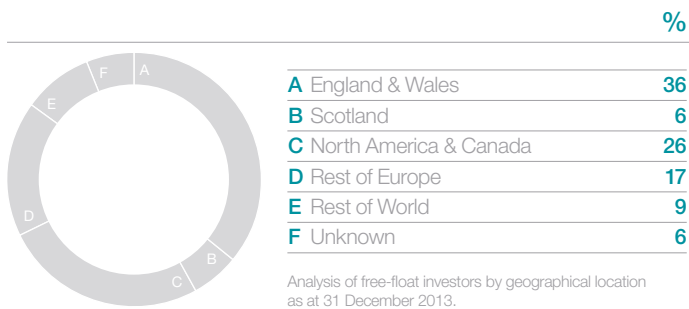 %
A
F
E
D
C
B
A England & Wales 36
B Scotland 6
C North America & Canada 26
D Rest of Europe 17
E Rest of World 9
F Unknown 6
Analysis of free-float investors by geographical location
as at 31 December 2013.